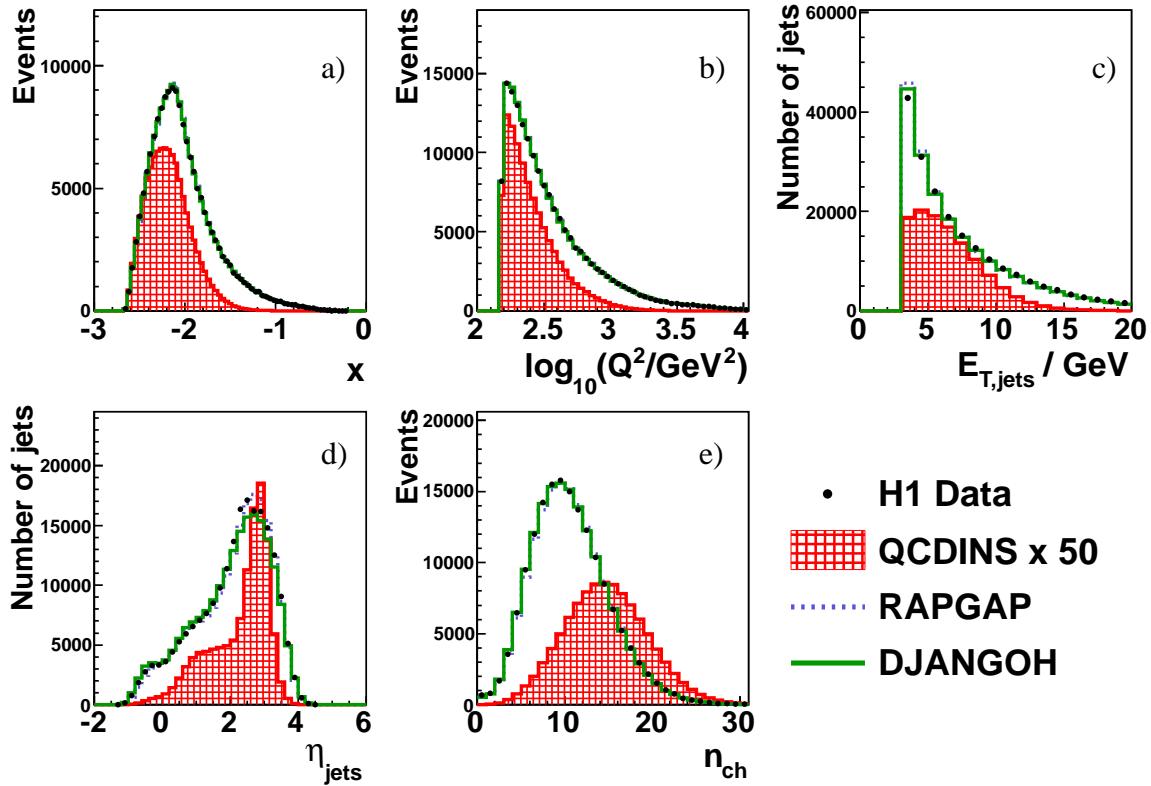 Events
a)
10000
5000
0
-3
-2
-1
0
x
Events
b)
15000
10000
5000
0
2
2.5
3
3.5
4
log10(Q2/GeV2)
Number of jets
c)
60000
40000
20000
0
5
10
15
20
ET,jets / GeV
Number of jets
d)
20000
15000
10000
5000
0
-2
0
2
4
6
ηjets
Events
e)
20000
15000
10000
5000
0
0
10
20
30
nch
H1 Data
QCDINS x 50
RAPGAP
DJANGOH